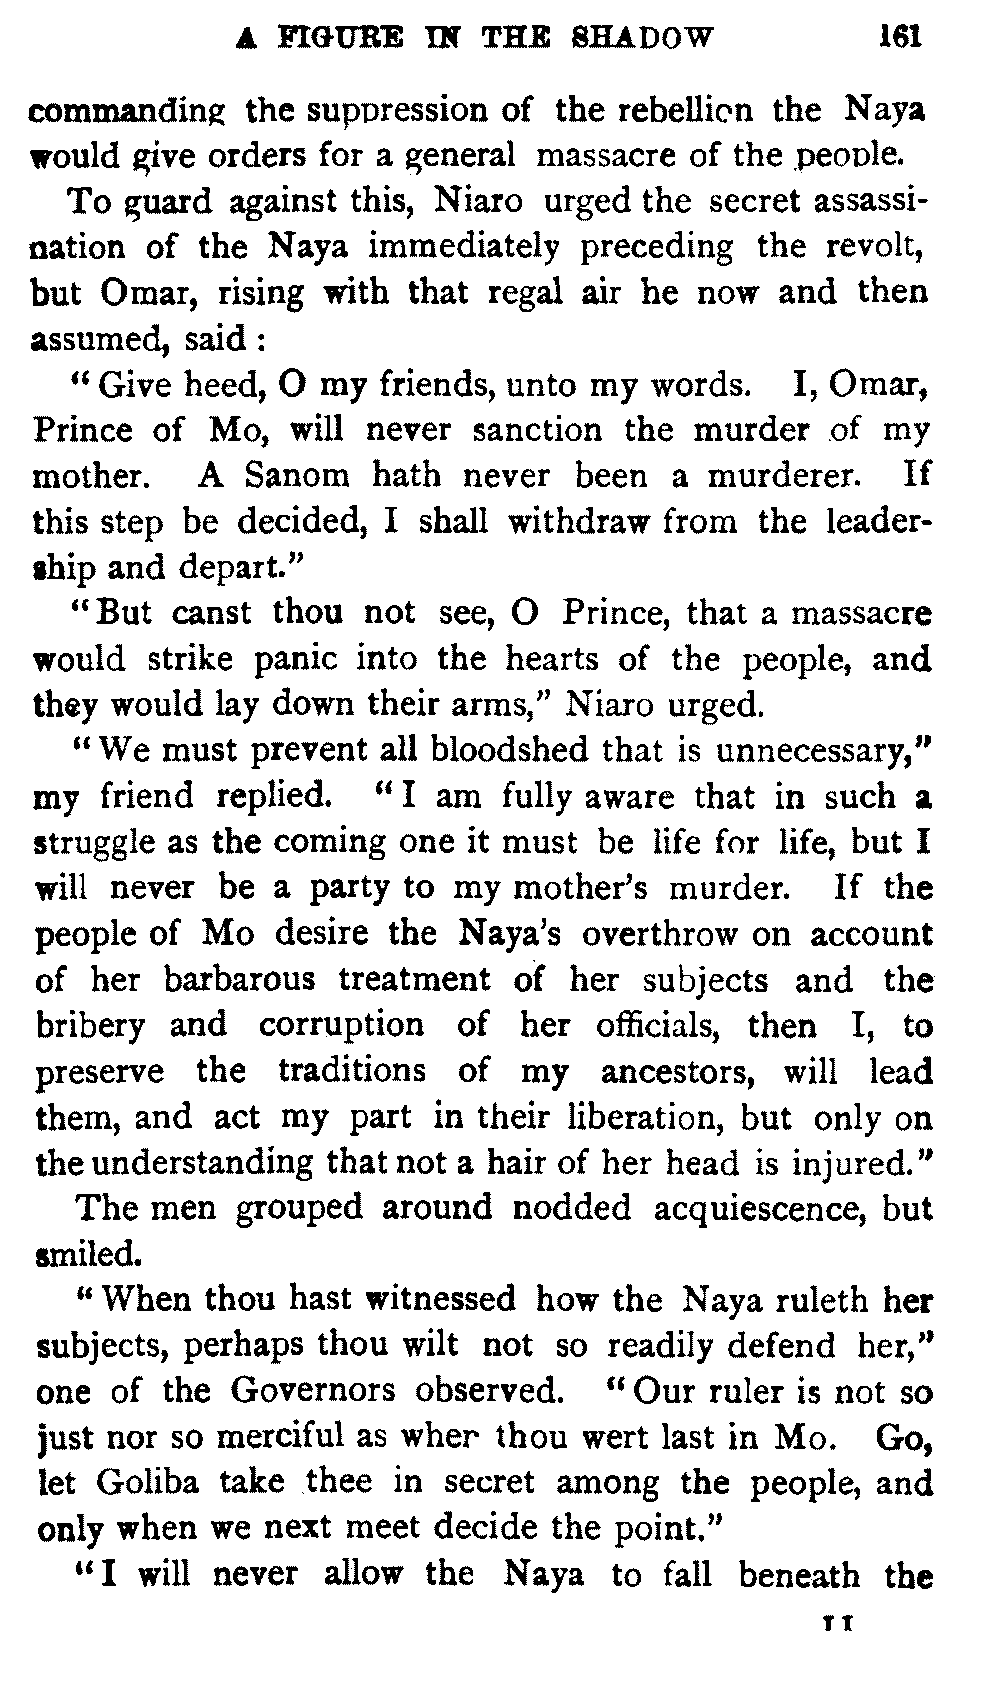 A FIGURE IN THE SHADOW 161
commanding the suppression of the rebellion the Naya
would give orders for a general massacre of the people.
To guard against this, Niaro urged the secret assassi-
nation of the Naya immediately preceding the revolt,
but Omar, rising with that regal air he now and then
assumed, said :
“Give heed, O my friends, unto my words. I, Omar,
Prince of Mo, will never sanction the murder of my
mother. A Sanom hath never been a murderer. If
this step be decided, I shall withdraw from the leader-
ship and depart.”
“But canst thou not see, O Prince, that a massacre
would strike panic into the hearts of the people, and
they would lay down their arms,” Niaro urged.
“We must prevent all bloodshed that is unnecessary,”
my friend replied. “I am fully aware that in such a
struggle as the coming one it must be life for life, but I
will never be a party to my mother’s murder. If the
people of Mo desire the Naya’s overthrow on account
of her barbarous treatment of her subjects and the
bribery and corruption of her officials, then I, to
preserve the traditions of my ancestors, will lead
them, and act my part in their liberation, but only on
the understanding that not a hair of her head is injured.”
The men grouped around nodded acquiescence, but
smiled.
“When thou hast witnessed how the Naya ruleth her
subjects, perhaps thou wilt not so readily defend her,”
one of the Governors observed. “Our ruler is not so
just nor so merciful as when thou wert last in Mo. Go,
let Goliba take thee in secret among the people, and
only when we next meet decide the point.”
“I will never allow the Naya to fall beneath the
11